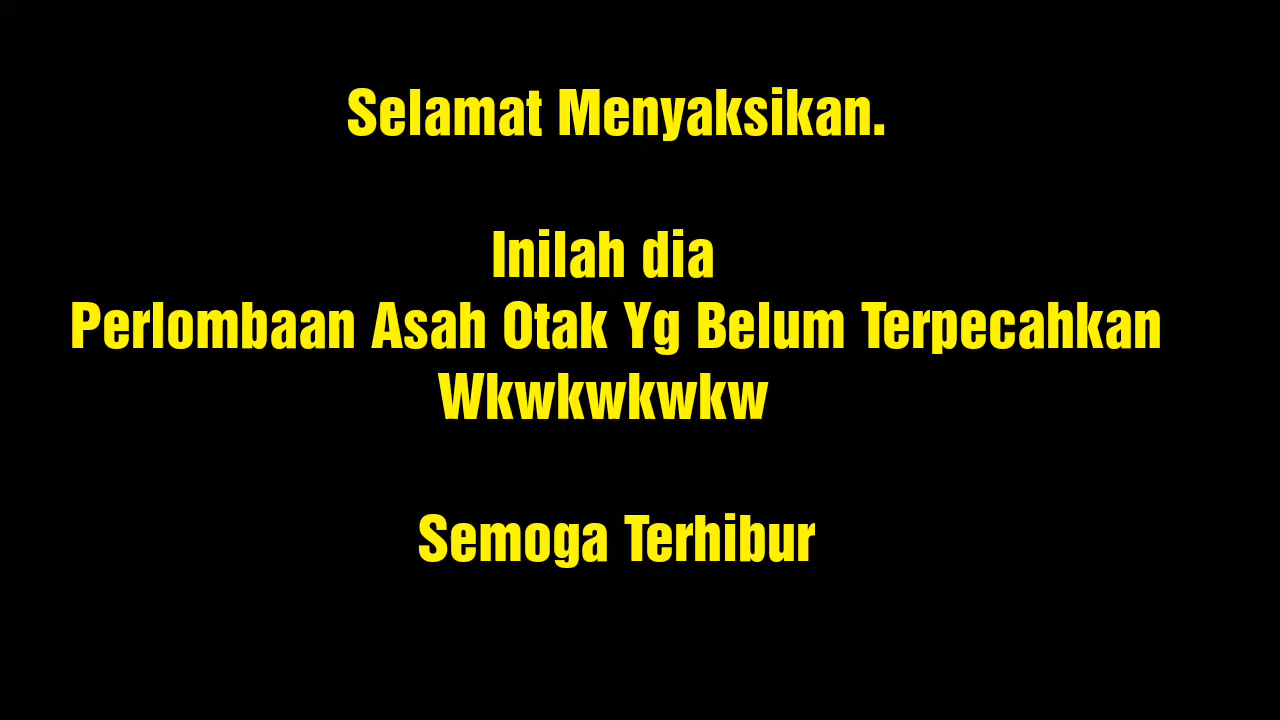 Selamat Menyaksikan.
Inilah dia
Perlombaan Asah Otak Yg Belum Terpecahkan
Wkwkwkwkw
Semoga Terhibur